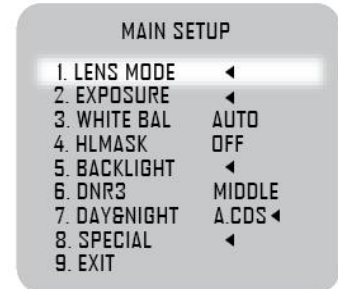 MAIN SETUP
1. LENS MODE ◄
2. EXPOSURE ◄
3. WHITE BAL AUTO
4. HLMASK OFF
5. BACKLIGHT ◄
6. DNR3 MIDDLE
7. DAY&NIGHT A.CDS ◄
8. SPECIAL ◄
9. EXIT